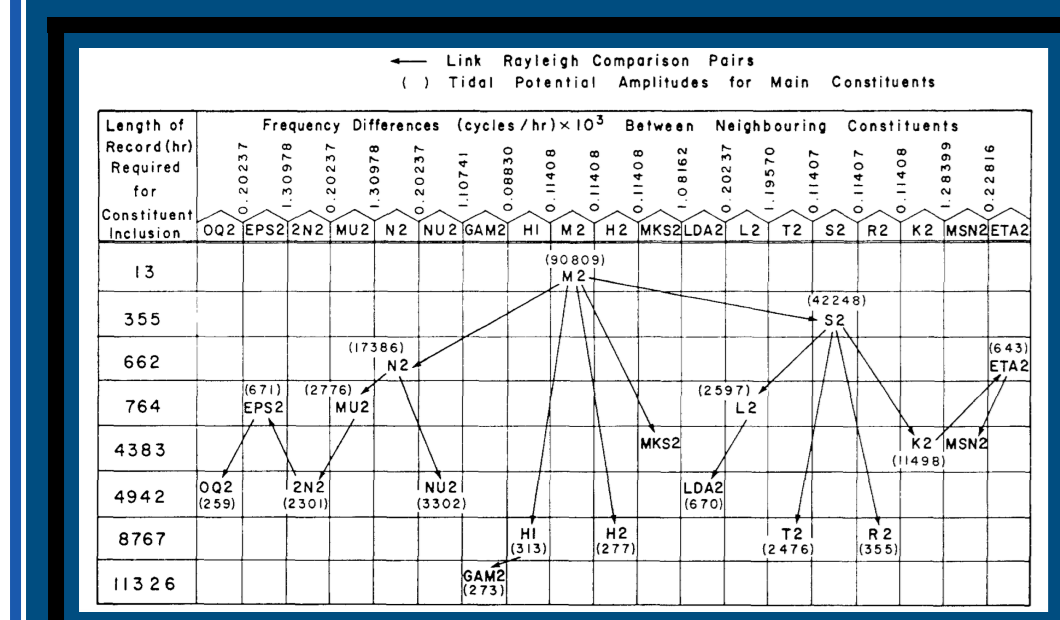 ← Link Rayleigh Comparison Pairs
( ) Tidal Potential Amplitudes for Main Constituents
Length of Record (hr) Required for Constituent Inclusion
Frequency Differences (cycles/hr)×10³ Between Neighbouring Constituents
0.20237 1.30978 0.20237 1.30978 0.20237 1.10741 0.08830 0.11408 0.11408 0.11408 1.08162 0.20237 1.19570 0.11407 0.11407 0.11408 1.28399 0.22816
OQ2 EPS2 2N2 MU2 N2 NU2 GAM2 H1 M2 H2 MKS2 LDA2 L2 T2 S2 R2 K2 MSN2 ETA2
13
(90809)
M2
355
(42248)
S2
662
(17386)
N2
(643)
ETA2
764
(671)
EPS2
(2776)
MU2
(2597)
L2
4383
MKS2
K2
(11498)
MSN2
4942
OQ2
(259)
2N2
(2301)
NU2
(3302)
LDA2
(670)
8767
H1
(313)
H2
(277)
T2
(2476)
R2
(355)
11326
GAM2
(273)